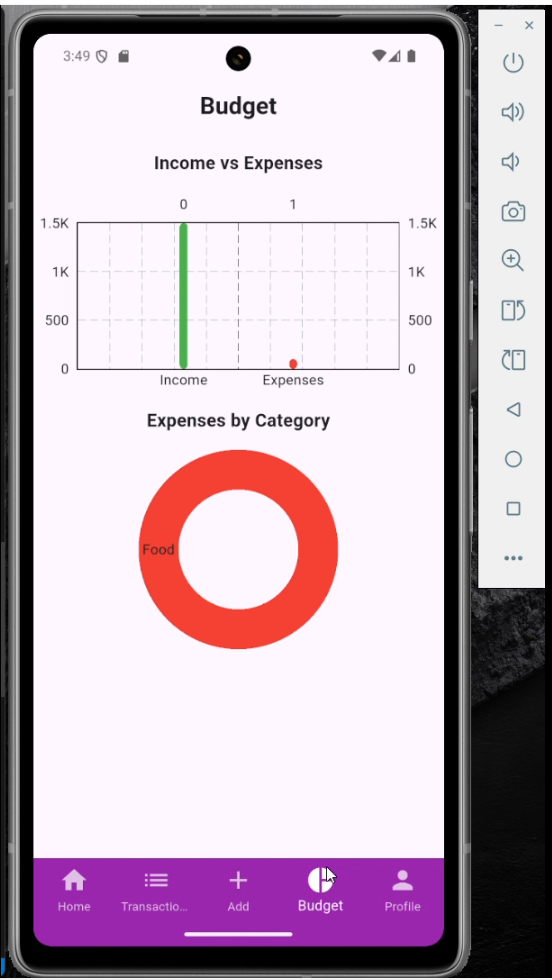 3:49
Budget
Income vs Expenses
0 1
1.5K 1.5K
1K 1K
500 500
0 0
Income Expenses
Expenses by Category
Food
Home Transactio... Add Budget Profile